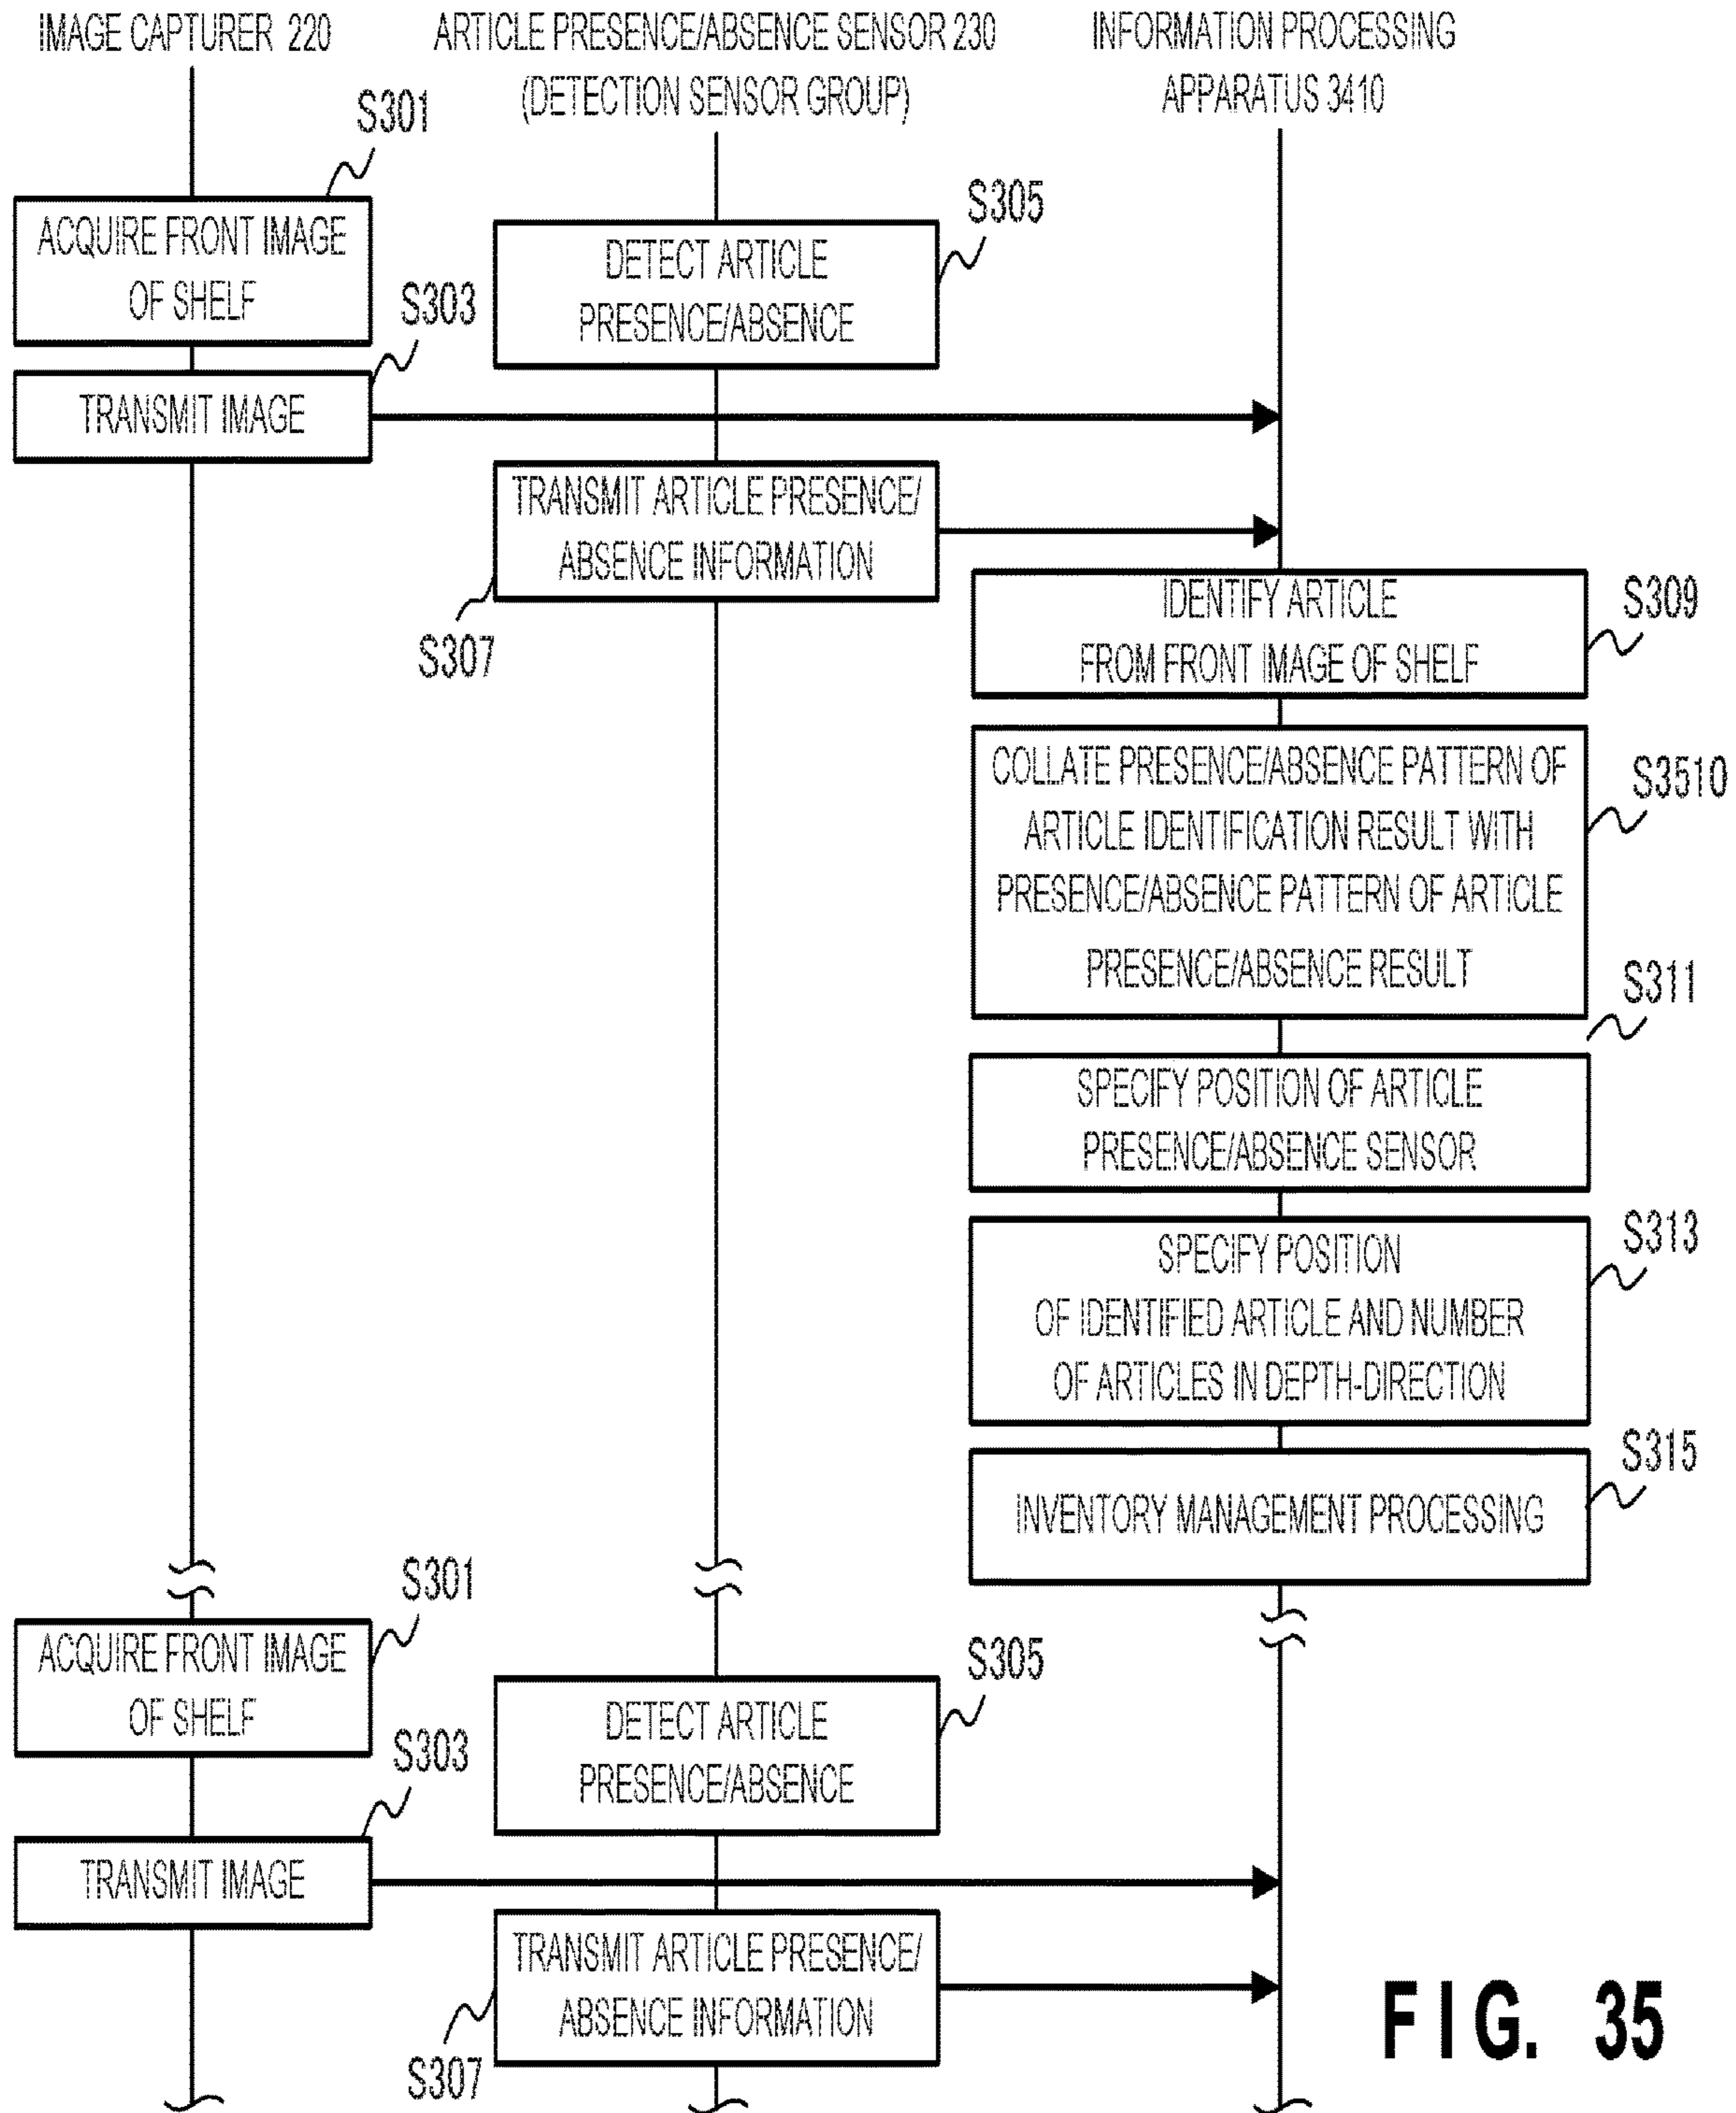 IMAGE CAPTURER 220
ARTICLE PRESENCE/ABSENCE SENSOR 230
(DETECTION SENSOR GROUP)
INFORMATION PROCESSING
APPARATUS 3410
S301
ACQUIRE FRONT IMAGE
OF SHELF
S305
DETECT ARTICLE
PRESENCE/ABSENCE
S303
TRANSMIT IMAGE
TRANSMIT ARTICLE PRESENCE/
ABSENCE INFORMATION
S307
IDENTIFY ARTICLE
FROM FRONT IMAGE OF SHELF
S309
COLLATE PRESENCE/ABSENCE PATTERN OF
ARTICLE IDENTIFICATION RESULT WITH
PRESENCE/ABSENCE PATTERN OF ARTICLE
PRESENCE/ABSENCE RESULT
S3510
S311
SPECIFY POSITION OF ARTICLE
PRESENCE/ABSENCE SENSOR
S313
SPECIFY POSITION
OF IDENTIFIED ARTICLE AND NUMBER
OF ARTICLES IN DEPTH-DIRECTION
S315
INVENTORY MANAGEMENT PROCESSING
S301
ACQUIRE FRONT IMAGE
OF SHELF
S305
DETECT ARTICLE
PRESENCE/ABSENCE
S303
TRANSMIT IMAGE
TRANSMIT ARTICLE PRESENCE/
ABSENCE INFORMATION
S307
FIG. 35